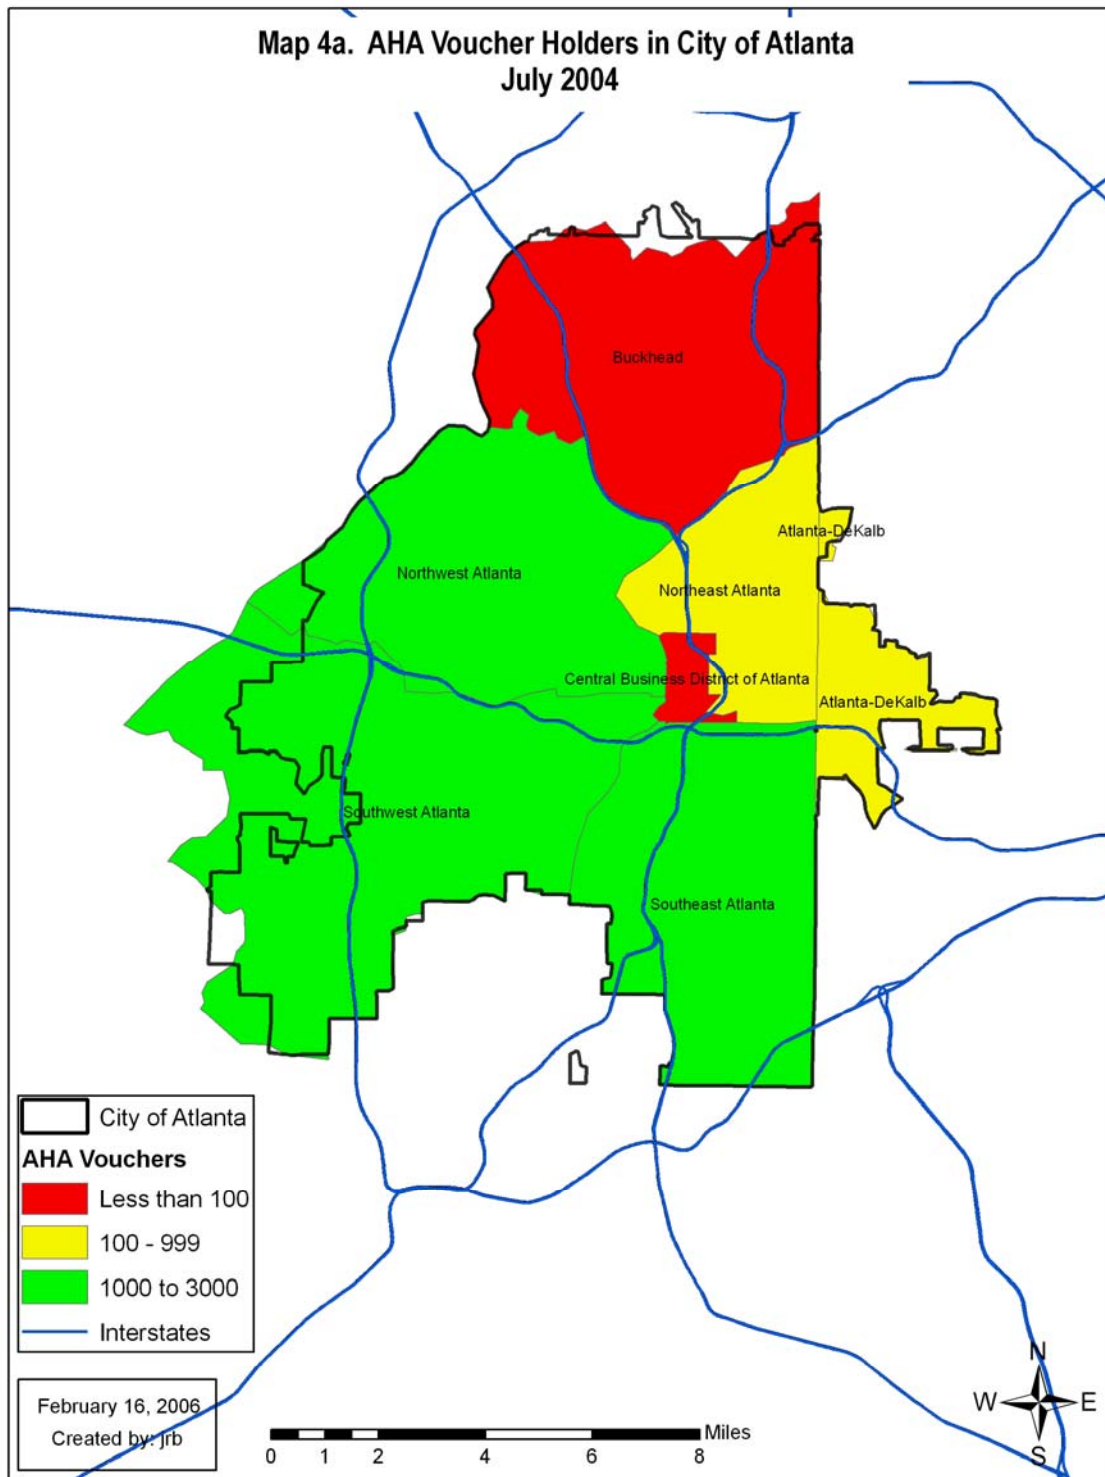 Map 4a.  AHA Voucher Holders in City of Atlanta
July 2004
Buckhead
Atlanta-DeKalb
Northwest Atlanta
Northeast Atlanta
Central Business District of Atlanta
Atlanta-DeKalb
Southwest Atlanta
Southeast Atlanta
City of Atlanta
AHA Vouchers
Less than 100
100 - 999
1000 to 3000
Interstates
February 16, 2006
Created by: jrb
0 1 2 4 6 8 Miles
N
W E
S